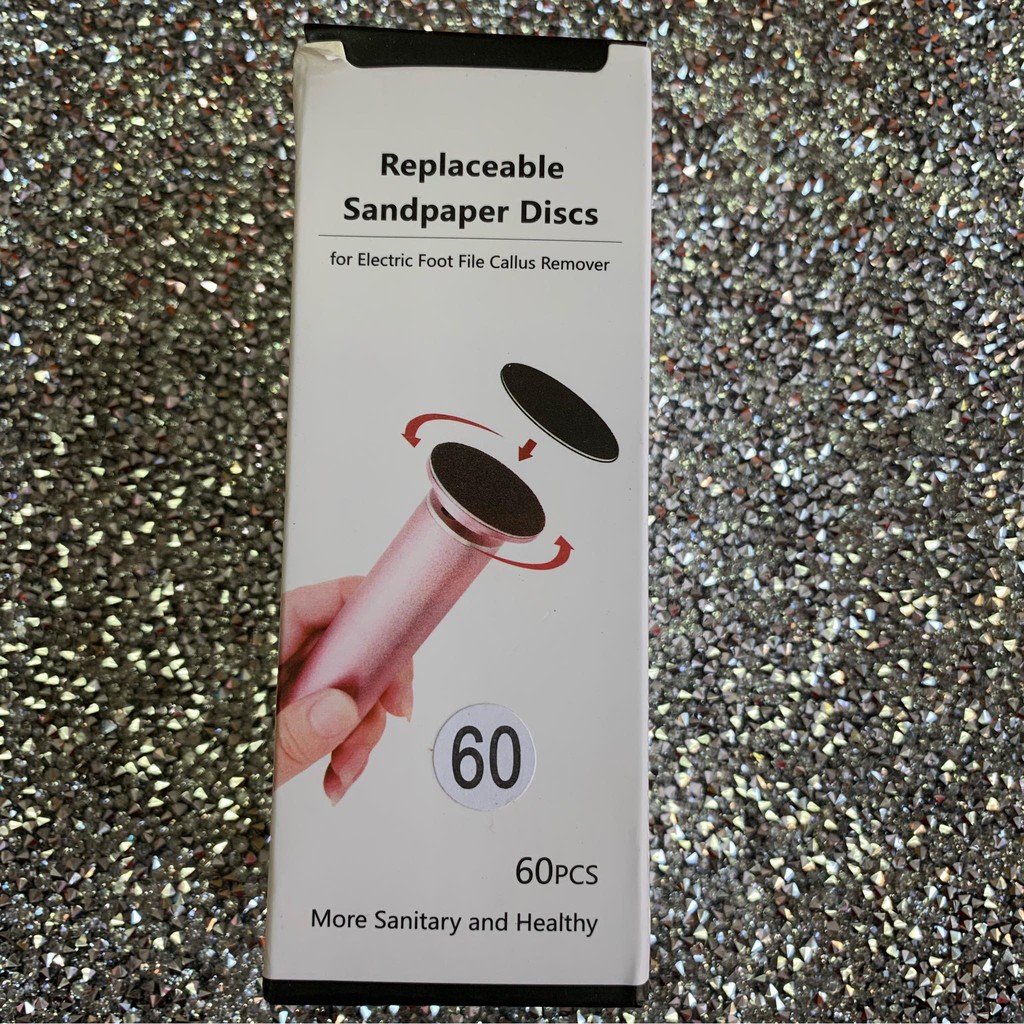 Replaceable
Sandpaper Discs
for Electric Foot File Callus Remover
60
60PCS
More Sanitary and Healthy